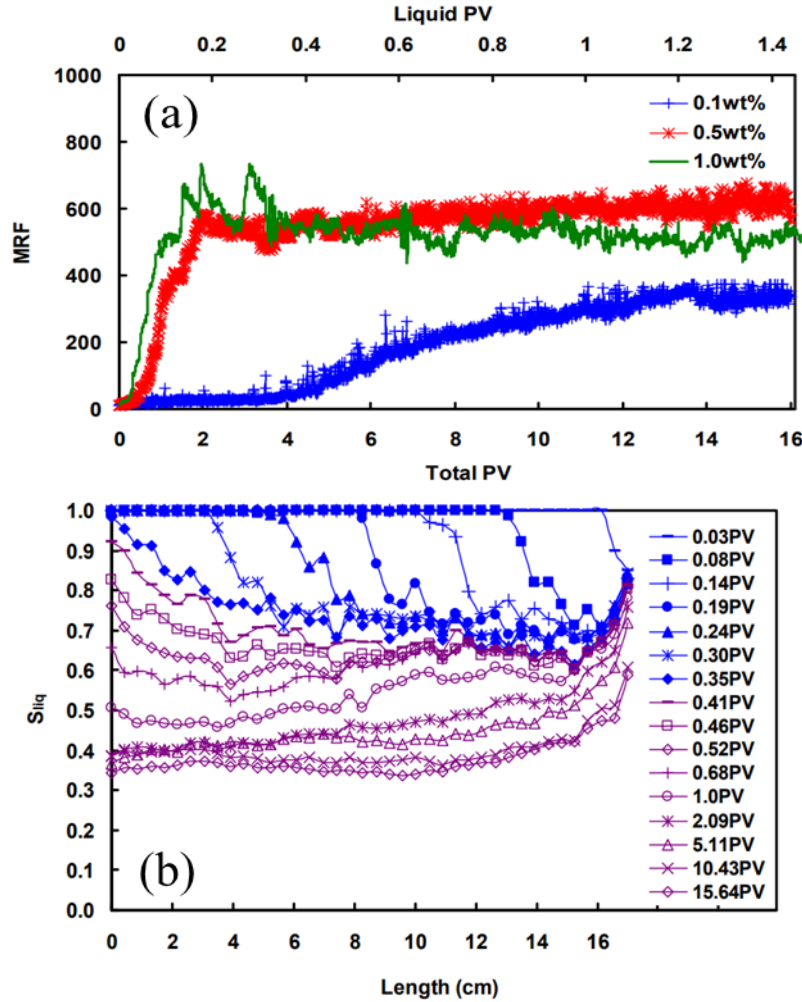 Liquid PV
0 0.2 0.4 0.6 0.8 1 1.2 1.4
1000
800
600
400
200
0
MRF
(a)
0.1wt%
0.5wt%
1.0wt%
0 2 4 6 8 10 12 14 16
Total PV
1.0
0.9
0.8
0.7
0.6
0.5
0.4
0.3
0.2
0.1
0.0
Sliq
(b)
0.03PV
0.08PV
0.14PV
0.19PV
0.24PV
0.30PV
0.35PV
0.41PV
0.46PV
0.52PV
0.68PV
1.0PV
2.09PV
5.11PV
10.43PV
15.64PV
0 2 4 6 8 10 12 14 16
Length (cm)